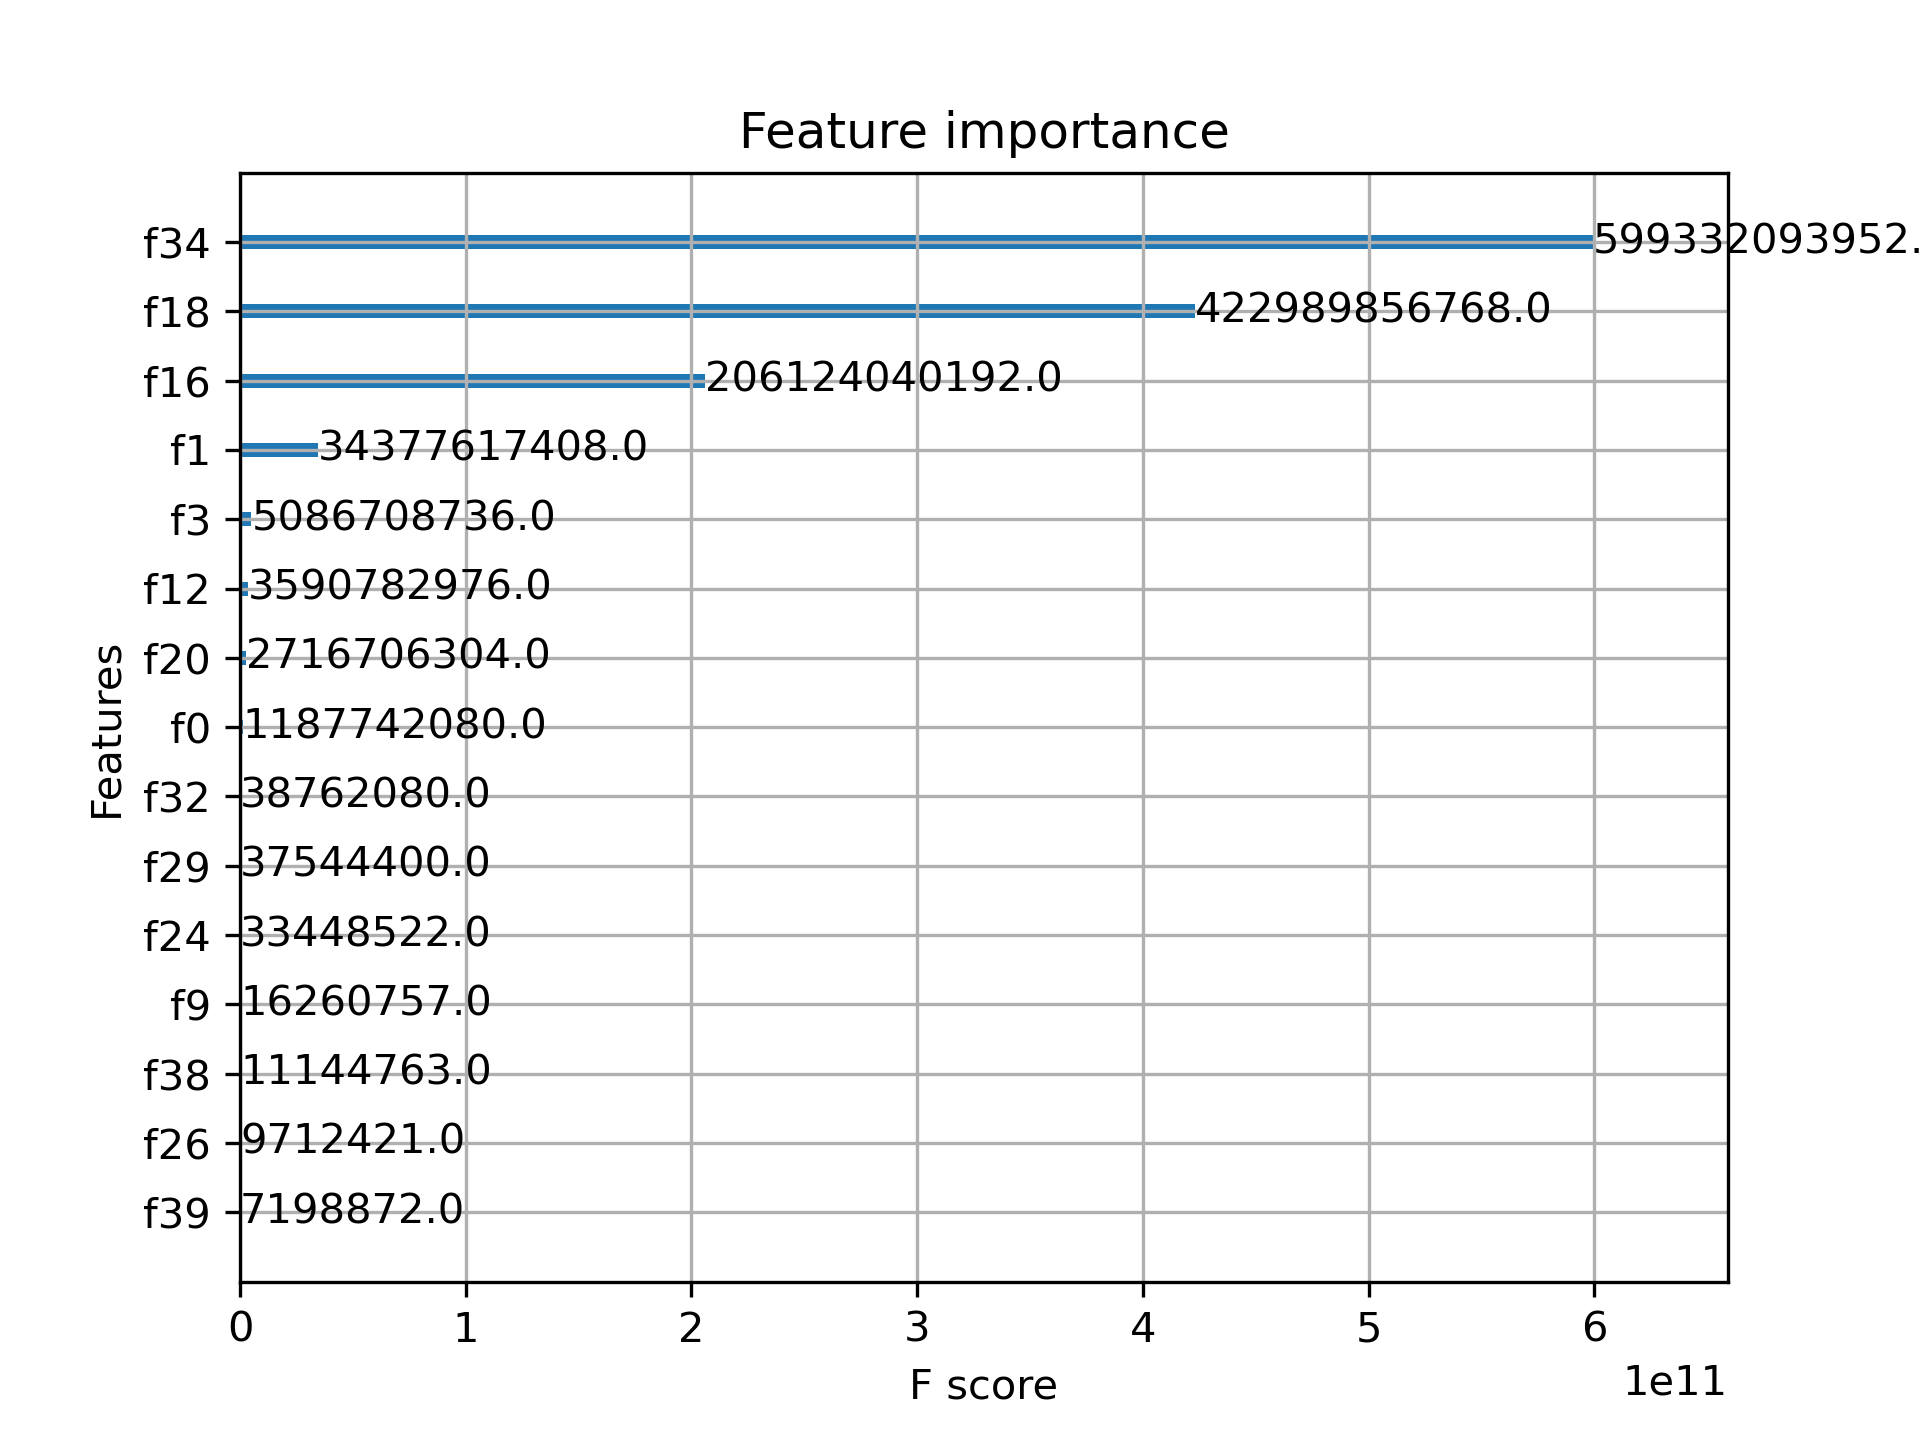 Feature importance
f34 599332093952.
f18 422989856768.0
f16 206124040192.0
f1 34377617408.0
f3 5086708736.0
f12 3590782976.0
f20 2716706304.0
f0 1187742080.0
f32 38762080.0
f29 37544400.0
f24 33448522.0
f9 16260757.0
f38 11144763.0
f26 9712421.0
f39 7198872.0
Features
0 1 2 3 4 5 6
1e11
F score